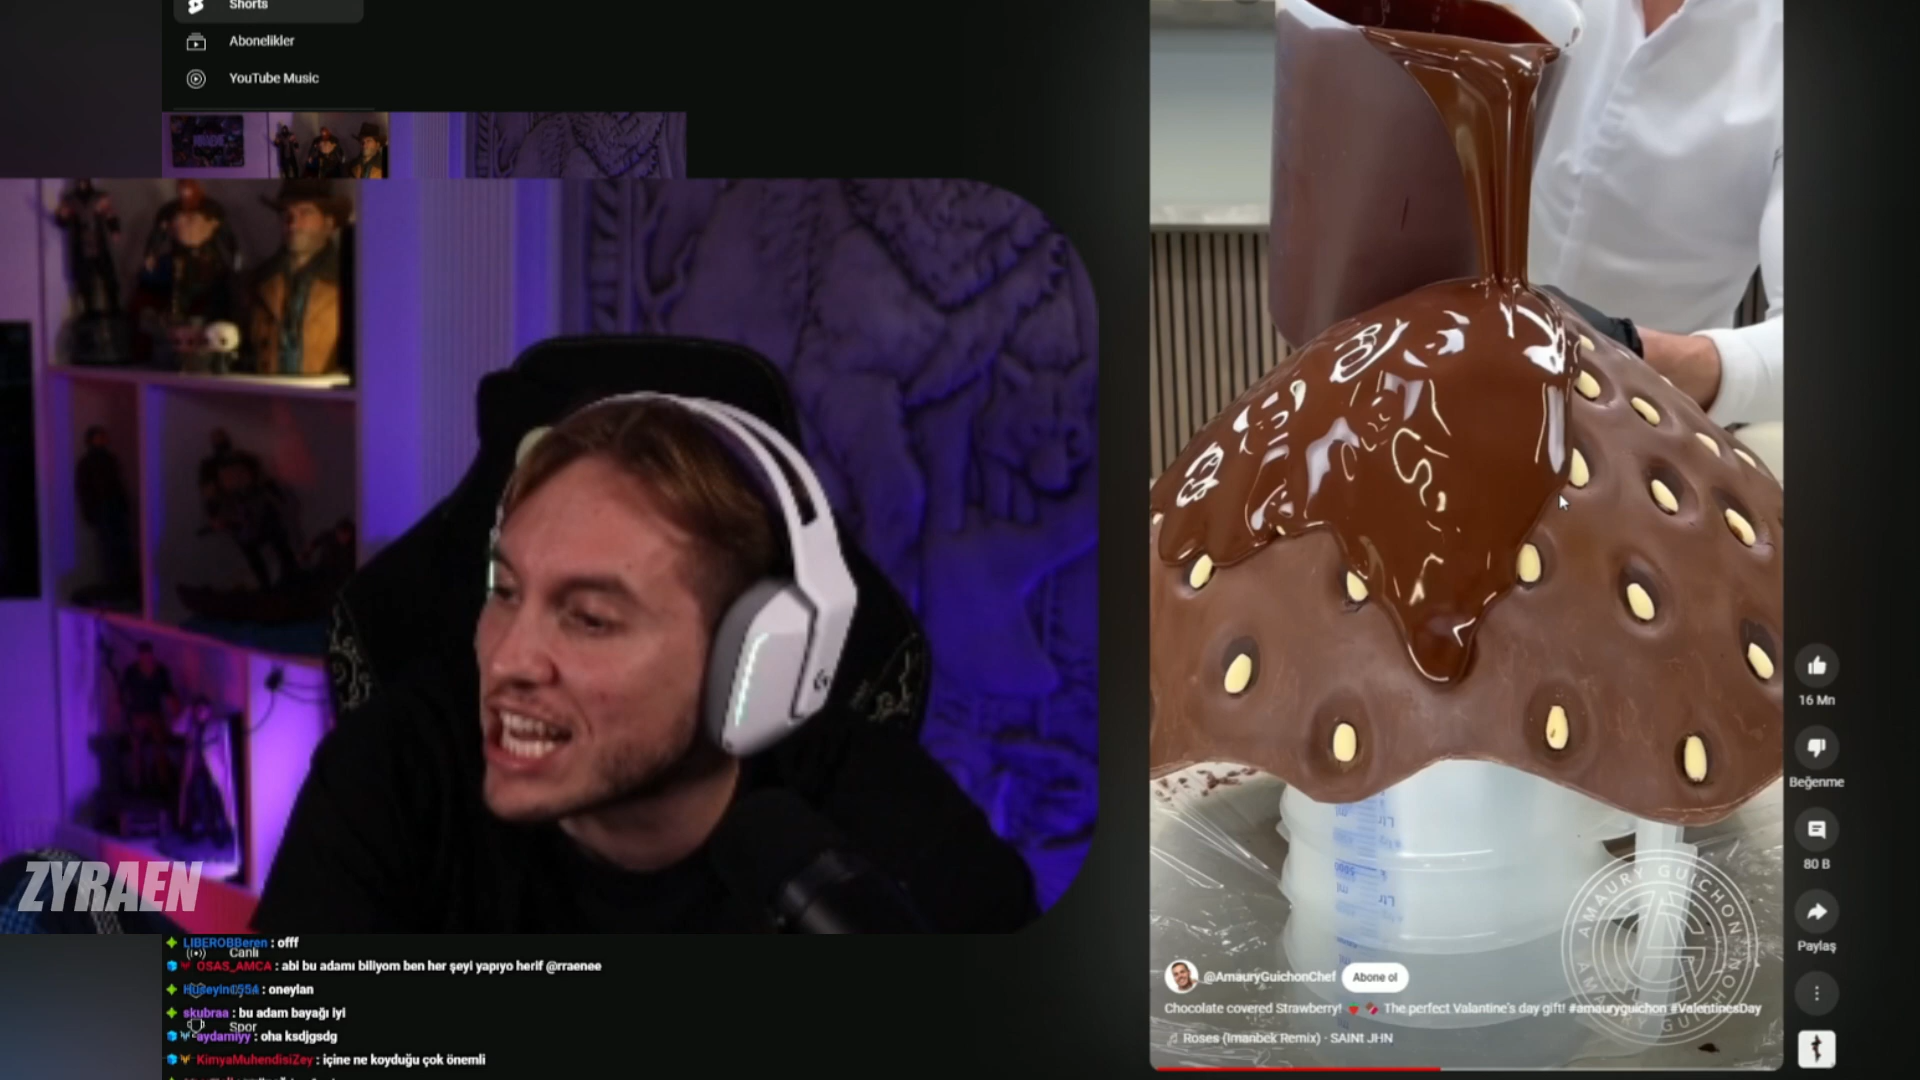 Shorts
Abonelikler
YouTube Music
ZYRAEN
LIBEROBBeren : offf
Canlı
OSAS_AMCA : abi bu adamı biliyom ben her şeyi yapıyo herif @rraenee
Huseyin1554 : oneylan
skubraa : bu adam bayağı iyi
Spor
aydamiyy : oha ksdjgsdg
KimyaMuhendisiZey : içine ne koyduğu çok önemli
16 Mn
Beğenme
80 B
Paylaş
AMAURY GUICHON
@AmauryGuichonChef
Abone ol
Chocolate covered Strawberry! 🍓 🍫 The perfect Valantine's day gift! #amauryguichon #ValentinesDay
Roses (Imanbek Remix) · SAINt JHN